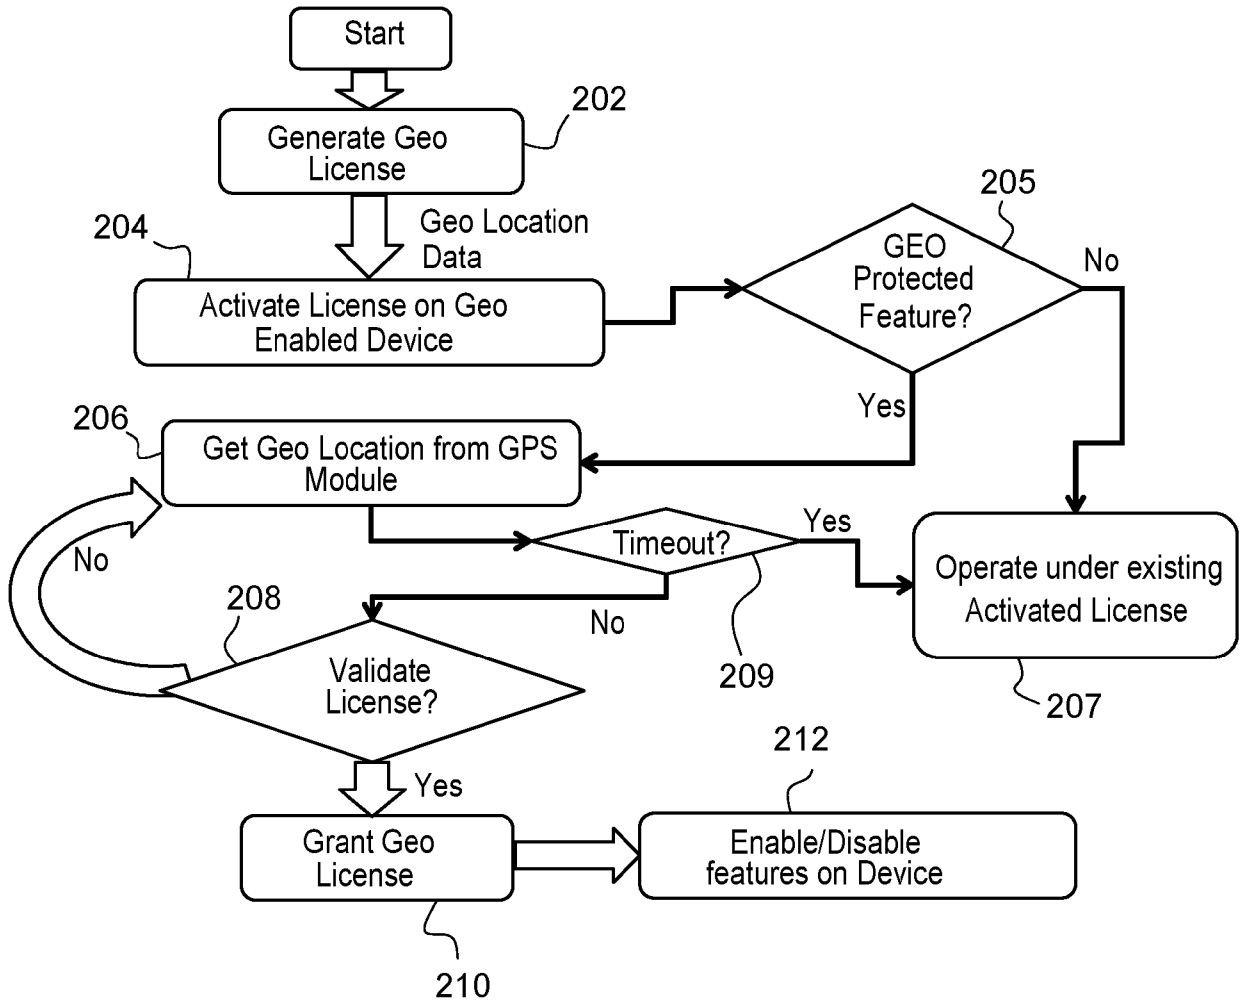 Start
202
Generate Geo
License
204
Geo Location
Data
Activate License on Geo
Enabled Device
205
GEO
Protected
Feature?
No
Yes
206
Get Geo Location from GPS
Module
No
Timeout?
Yes
No
209
Operate under existing
Activated License
207
208
Validate
License?
Yes
Grant Geo
License
210
212
Enable/Disable
features on Device